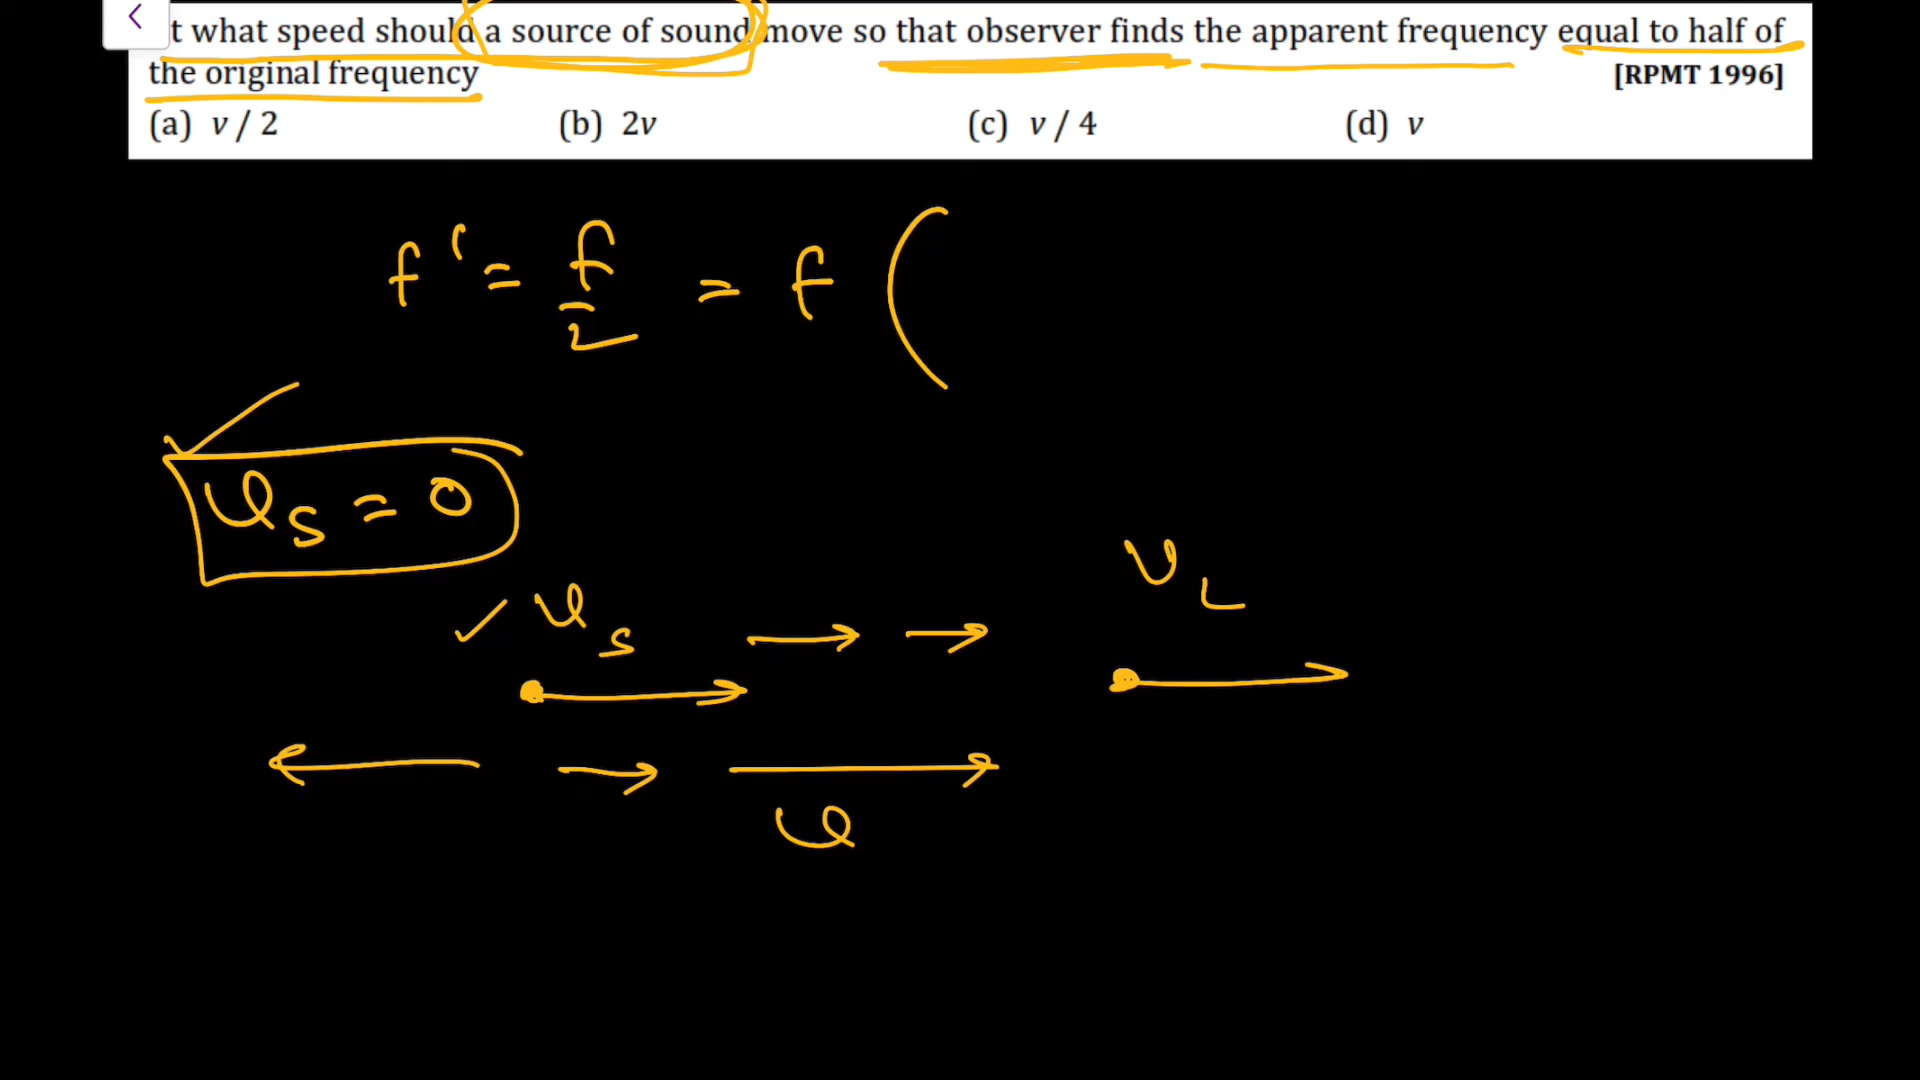 t what speed should a source of sound move so that observer finds the apparent frequency equal to half of
the original frequency [RPMT 1996]
(a) v / 2 (b) 2v (c) v / 4 (d) v
f' = f/2 = f (
v_s = 0
v_s v_L
v